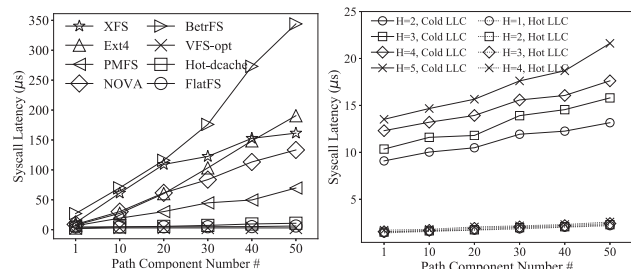 Syscall Latency (μs)
350
300
250
200
150
100
50
0
XFS
Ext4
PMFS
NOVA
BetrFS
VFS-opt
Hot-dcache
FlatFS
1 10 20 30 40 50
Path Component Number #
Syscall Latency (μs)
25
20
15
10
5
H=2, Cold LLC
H=3, Cold LLC
H=4, Cold LLC
H=5, Cold LLC
H=1, Hot LLC
H=2, Hot LLC
H=3, Hot LLC
H=4, Hot LLC
1 10 20 30 40 50
Path Component Number #